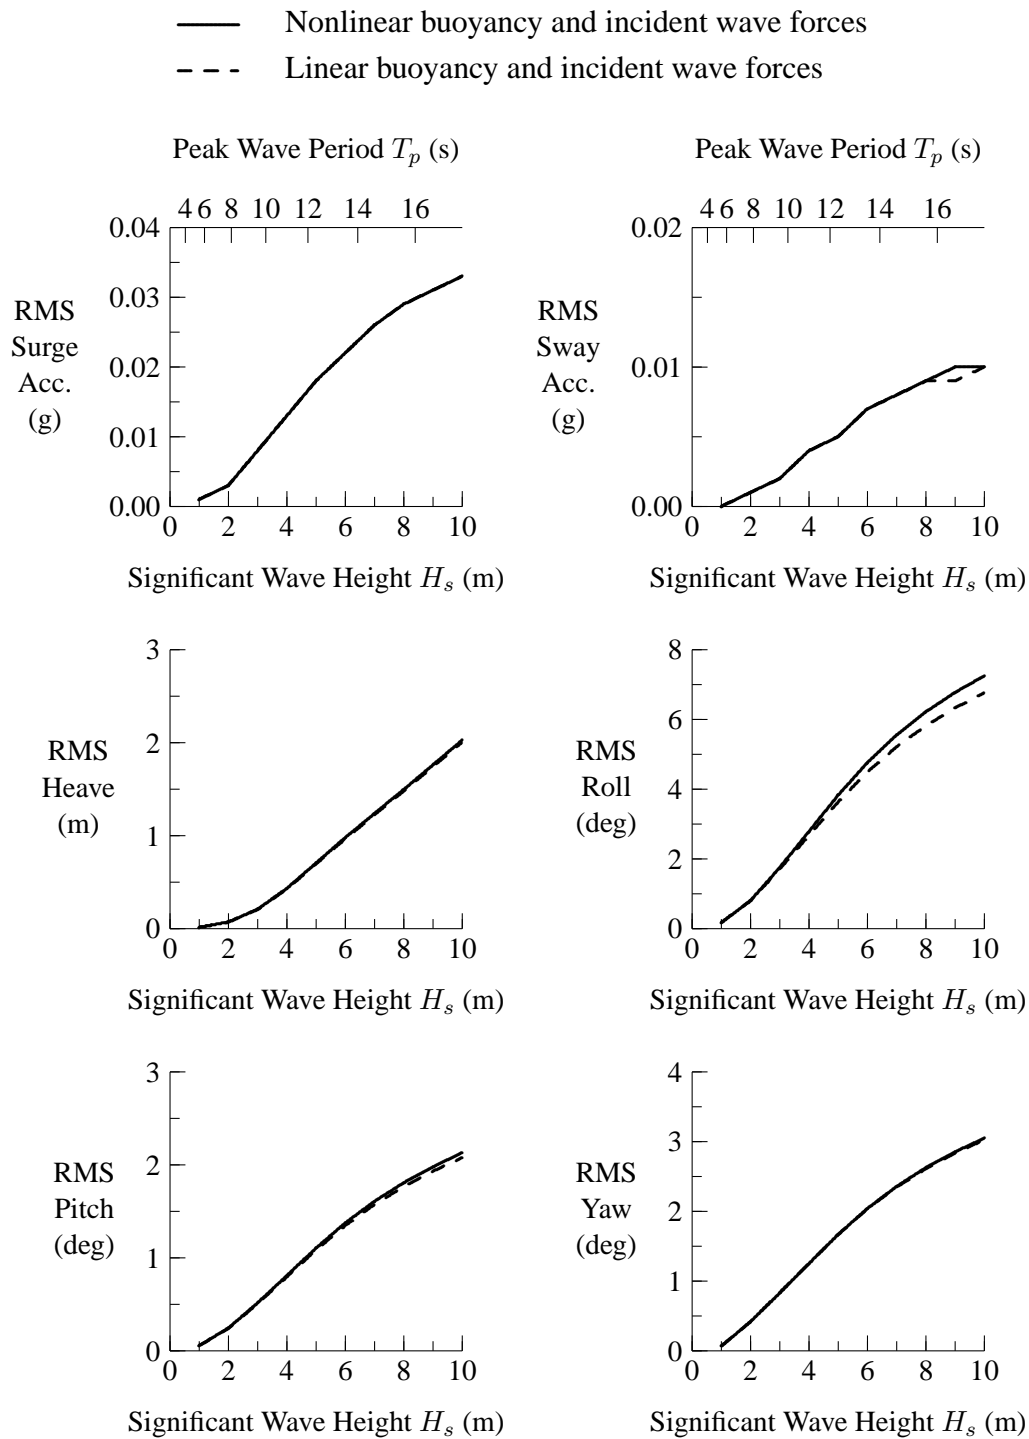 Nonlinear buoyancy and incident wave forces
Linear buoyancy and incident wave forces
Peak Wave Period T_p (s)
4 6 8 10 12 14 16
0.04
0.03
0.02
0.01
0.00
RMS
Surge
Acc.
(g)
0 2 4 6 8 10
Significant Wave Height H_s (m)
Peak Wave Period T_p (s)
4 6 8 10 12 14 16
0.02
0.01
0.00
RMS
Sway
Acc.
(g)
0 2 4 6 8 10
Significant Wave Height H_s (m)
3
2
1
0
RMS
Heave
(m)
0 2 4 6 8 10
Significant Wave Height H_s (m)
8
6
4
2
0
RMS
Roll
(deg)
0 2 4 6 8 10
Significant Wave Height H_s (m)
3
2
1
0
RMS
Pitch
(deg)
0 2 4 6 8 10
Significant Wave Height H_s (m)
4
3
2
1
0
RMS
Yaw
(deg)
0 2 4 6 8 10
Significant Wave Height H_s (m)